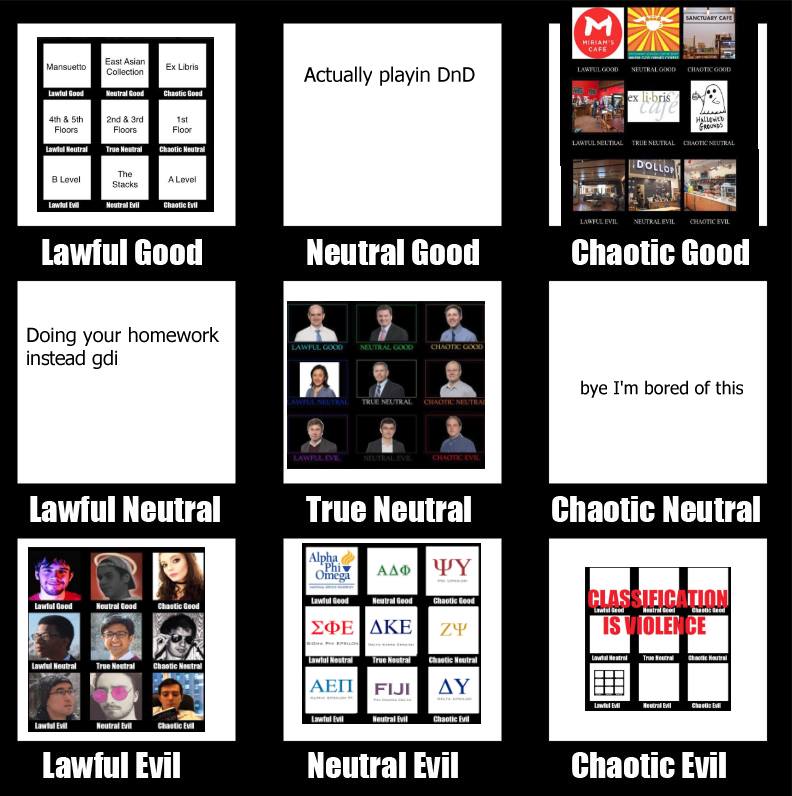 Mansuetto
East Asian
Collection
Ex Libris
Lawful Good
Neutral Good
Chaotic Good
4th & 5th
Floors
2nd & 3rd
Floors
1st
Floor
Lawful Neutral
True Neutral
Chaotic Neutral
B Level
The
Stacks
A Level
Lawful Evil
Neutral Evil
Chaotic Evil
Lawful Good
Actually playin DnD
Neutral Good
M
MIRIAM'S
CAFÉ
SANCTUARY CAFE
LAWFUL GOOD
NEUTRAL GOOD
CHAOTIC GOOD
ex libris
café
HALLOWED
GROUNDS
LAWFUL NEUTRAL
TRUE NEUTRAL
CHAOTIC NEUTRAL
DOLLOP
LAWFUL EVIL
NEUTRAL EVIL
CHAOTIC EVIL
Chaotic Good
Doing your homework
instead gdi
Lawful Neutral
LAWFUL GOOD
NEUTRAL GOOD
CHAOTIC GOOD
LAWFUL NEUTRAL
TRUE NEUTRAL
CHAOTIC NEUTRAL
LAWFUL EVIL
NEUTRAL EVIL
CHAOTIC EVIL
True Neutral
bye I'm bored of this
Chaotic Neutral
Lawful Good
Neutral Good
Chaotic Good
Lawful Neutral
True Neutral
Chaotic Neutral
Lawful Evil
Neutral Evil
Chaotic Evil
Lawful Evil
Alpha
Phi
Omega
ΑΔΦ
ΨΥ
PSI UPSILON
Lawful Good
Neutral Good
Chaotic Good
ΣΦΕ
SIGMA PHI EPSILON
ΔΚΕ
ΖΨ
Lawful Neutral
True Neutral
Chaotic Neutral
ΑΕΠ
FIJI
ΔΥ
Lawful Evil
Neutral Evil
Chaotic Evil
Neutral Evil
CLASSIFICATION
IS VIOLENCE
Lawful Good
Neutral Good
Chaotic Good
Lawful Neutral
True Neutral
Chaotic Neutral
Lawful Evil
Neutral Evil
Chaotic Evil
Chaotic Evil